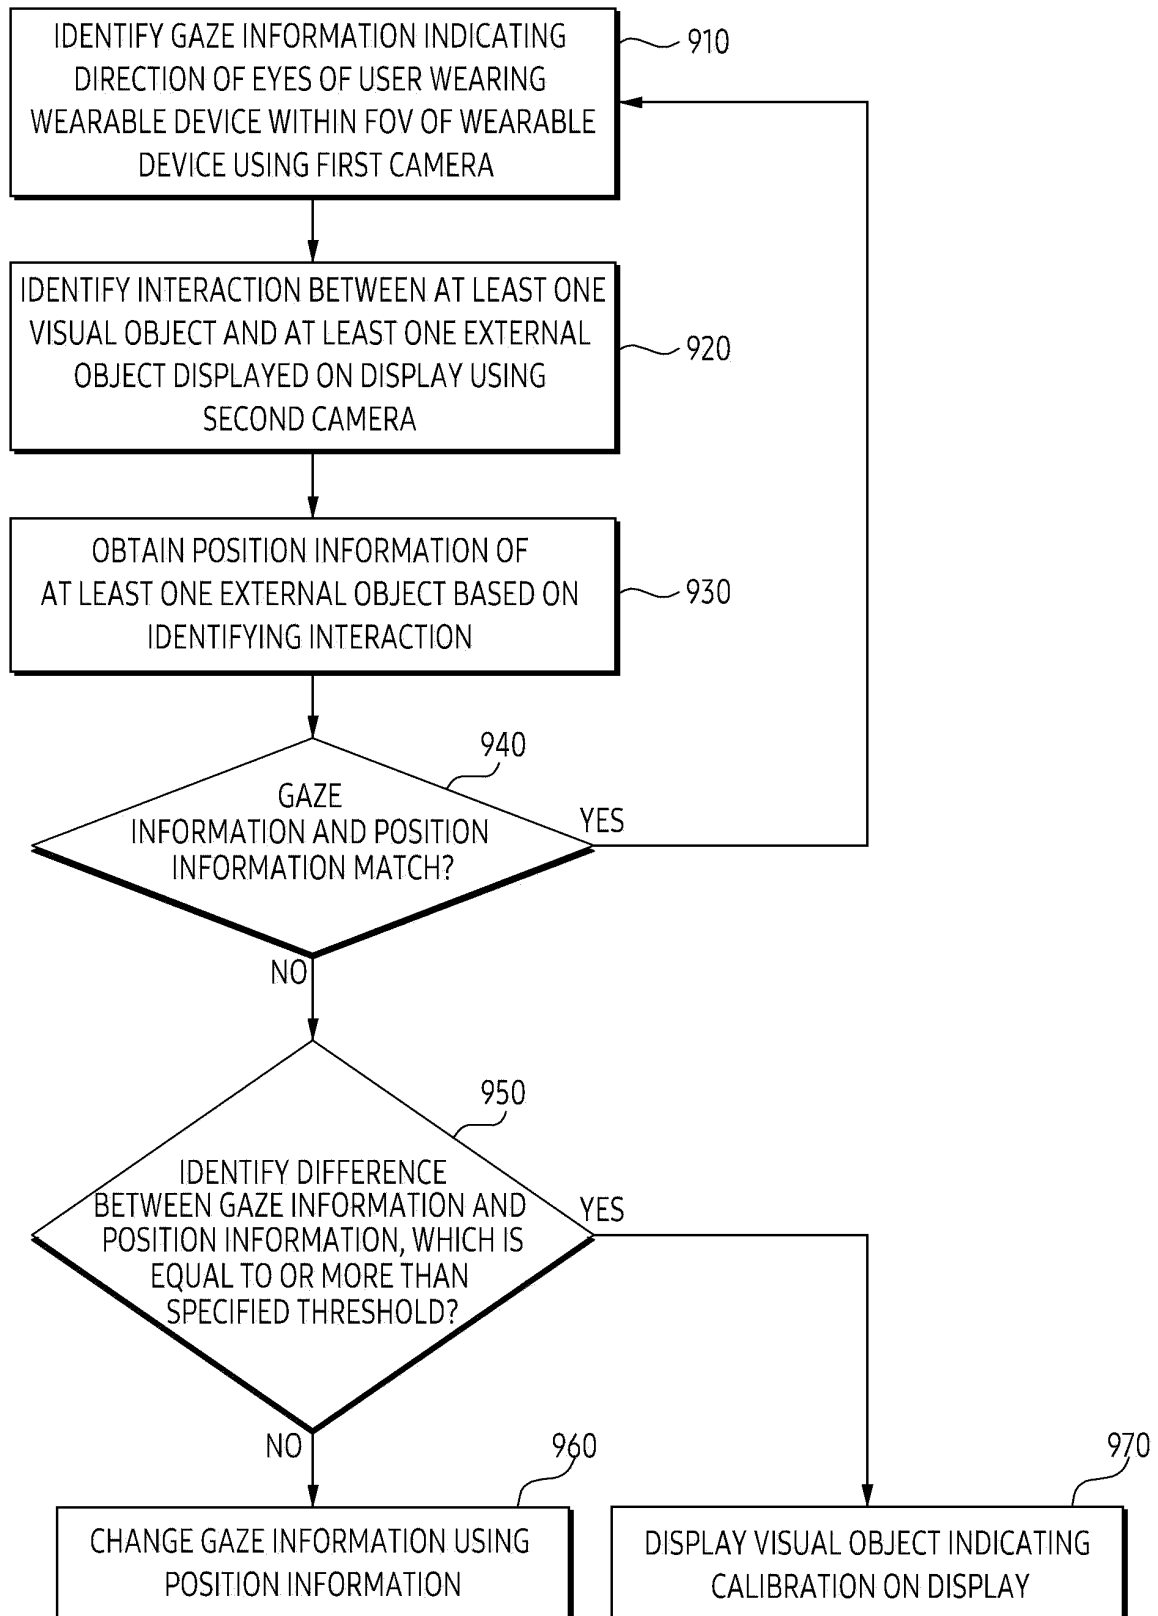 IDENTIFY GAZE INFORMATION INDICATING
DIRECTION OF EYES OF USER WEARING
WEARABLE DEVICE WITHIN FOV OF WEARABLE
DEVICE USING FIRST CAMERA
910
IDENTIFY INTERACTION BETWEEN AT LEAST ONE
VISUAL OBJECT AND AT LEAST ONE EXTERNAL
OBJECT DISPLAYED ON DISPLAY USING
SECOND CAMERA
920
OBTAIN POSITION INFORMATION OF
AT LEAST ONE EXTERNAL OBJECT BASED ON
IDENTIFYING INTERACTION
930
940
GAZE
INFORMATION AND POSITION
INFORMATION MATCH?
YES
NO
950
IDENTIFY DIFFERENCE
BETWEEN GAZE INFORMATION AND
POSITION INFORMATION, WHICH IS
EQUAL TO OR MORE THAN
SPECIFIED THRESHOLD?
YES
NO
960
CHANGE GAZE INFORMATION USING
POSITION INFORMATION
970
DISPLAY VISUAL OBJECT INDICATING
CALIBRATION ON DISPLAY